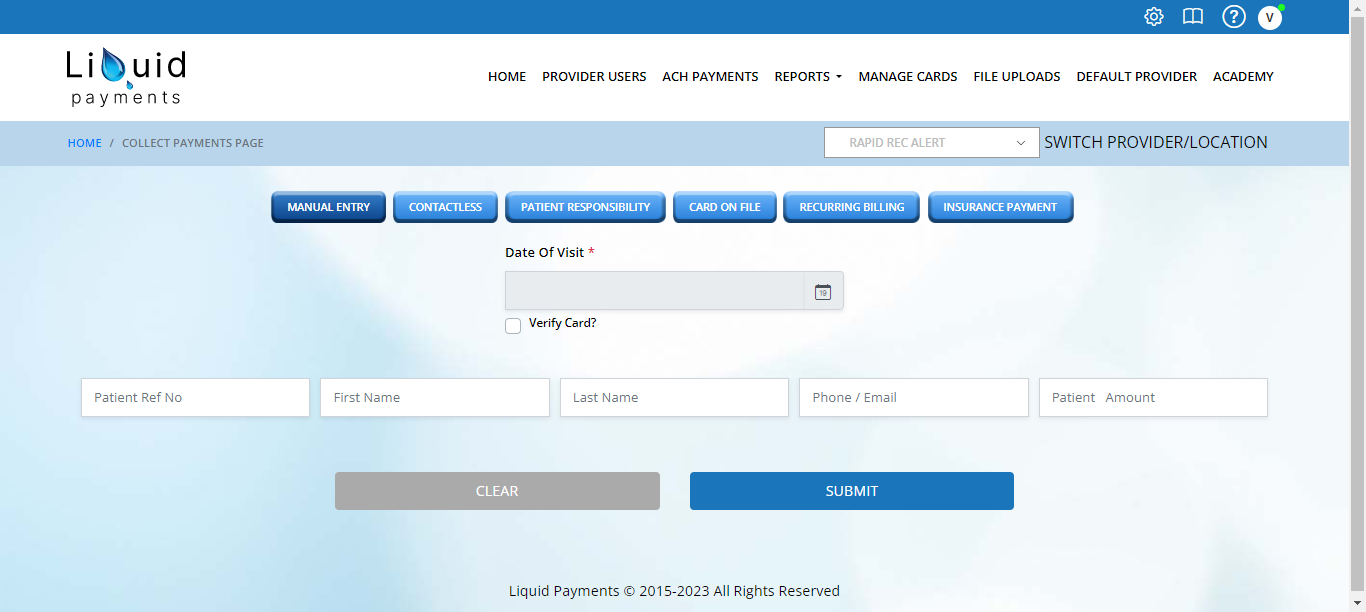 ?
V
Liquid
payments
HOME PROVIDER USERS ACH PAYMENTS REPORTS MANAGE CARDS FILE UPLOADS DEFAULT PROVIDER ACADEMY
HOME / COLLECT PAYMENTS PAGE
RAPID REC ALERT
SWITCH PROVIDER/LOCATION
MANUAL ENTRY
CONTACTLESS
PATIENT RESPONSIBILITY
CARD ON FILE
RECURRING BILLING
INSURANCE PAYMENT
Date Of Visit *
19
Verify Card?
Patient Ref No
First Name
Last Name
Phone / Email
Patient Amount
CLEAR
SUBMIT
Liquid Payments © 2015-2023 All Rights Reserved